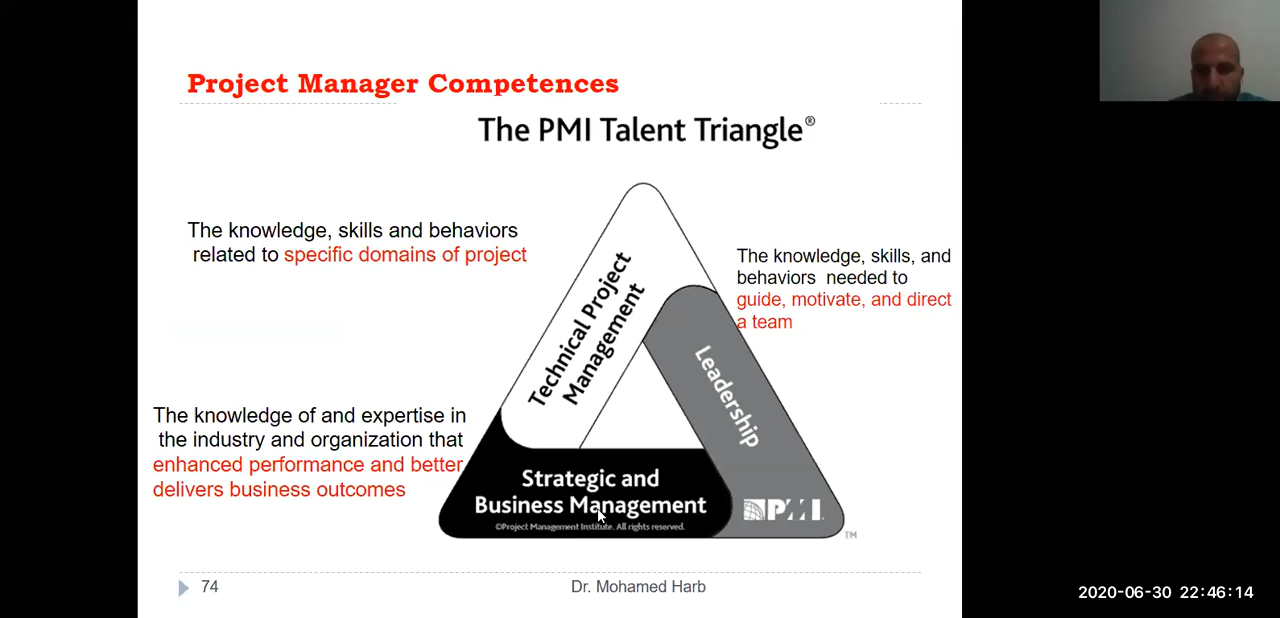 Project Manager Competences
The PMI Talent Triangle®
The knowledge, skills and behaviors
related to specific domains of project
The knowledge, skills, and
behaviors needed to
guide, motivate, and direct
a team
Technical Project
Management
Leadership
The knowledge of and expertise in
the industry and organization that
enhanced performance and better
delivers business outcomes
Strategic and
Business Management
©Project Management Institute. All rights reserved.
PMI
TM
74
Dr. Mohamed Harb
2020-06-30 22:46:14